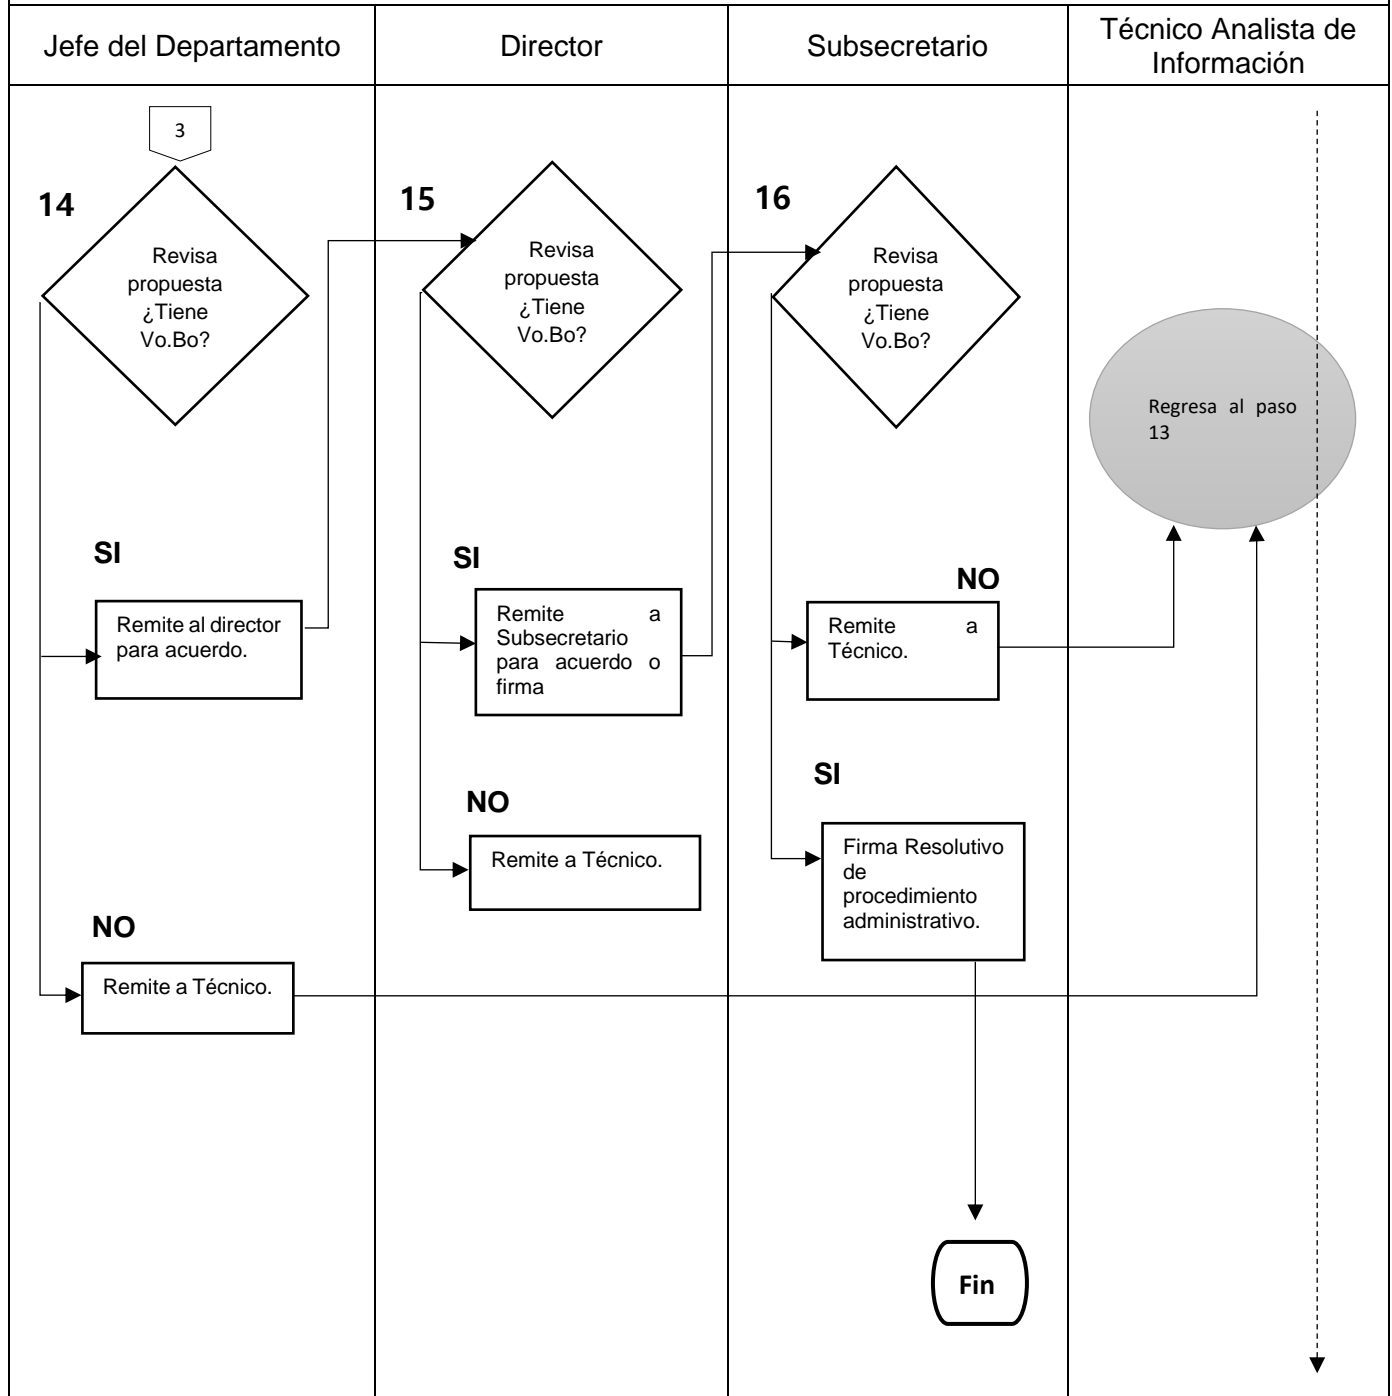 Jefe del Departamento
Director
Subsecretario
Técnico Analista de
Información
3
14
Revisa
propuesta
¿Tiene
Vo.Bo?
SI
Remite al director
para acuerdo.
NO
Remite a Técnico.
15
Revisa
propuesta
¿Tiene
Vo.Bo?
SI
Remite a
Subsecretario
para acuerdo o
firma
NO
Remite a Técnico.
16
Revisa
propuesta
¿Tiene
Vo.Bo?
NO
Remite a
Técnico.
SI
Firma Resolutivo
de
procedimiento
administrativo.
Fin
Regresa al paso
13